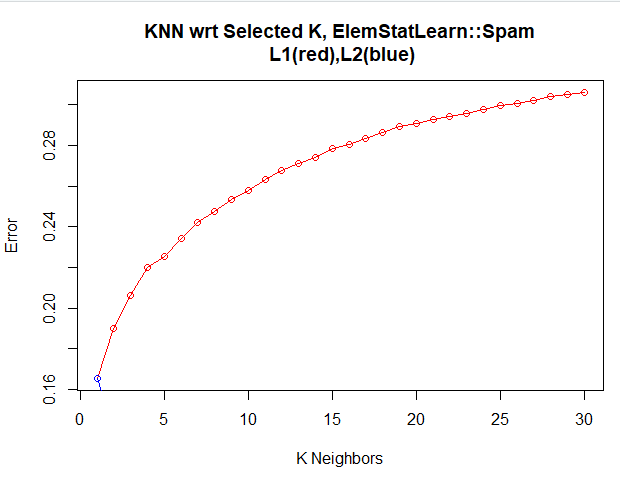 KNN wrt Selected K, ElemStatLearn::Spam
L1(red),L2(blue)
Error
0.28
0.24
0.20
0.16
0 5 10 15 20 25 30
K Neighbors